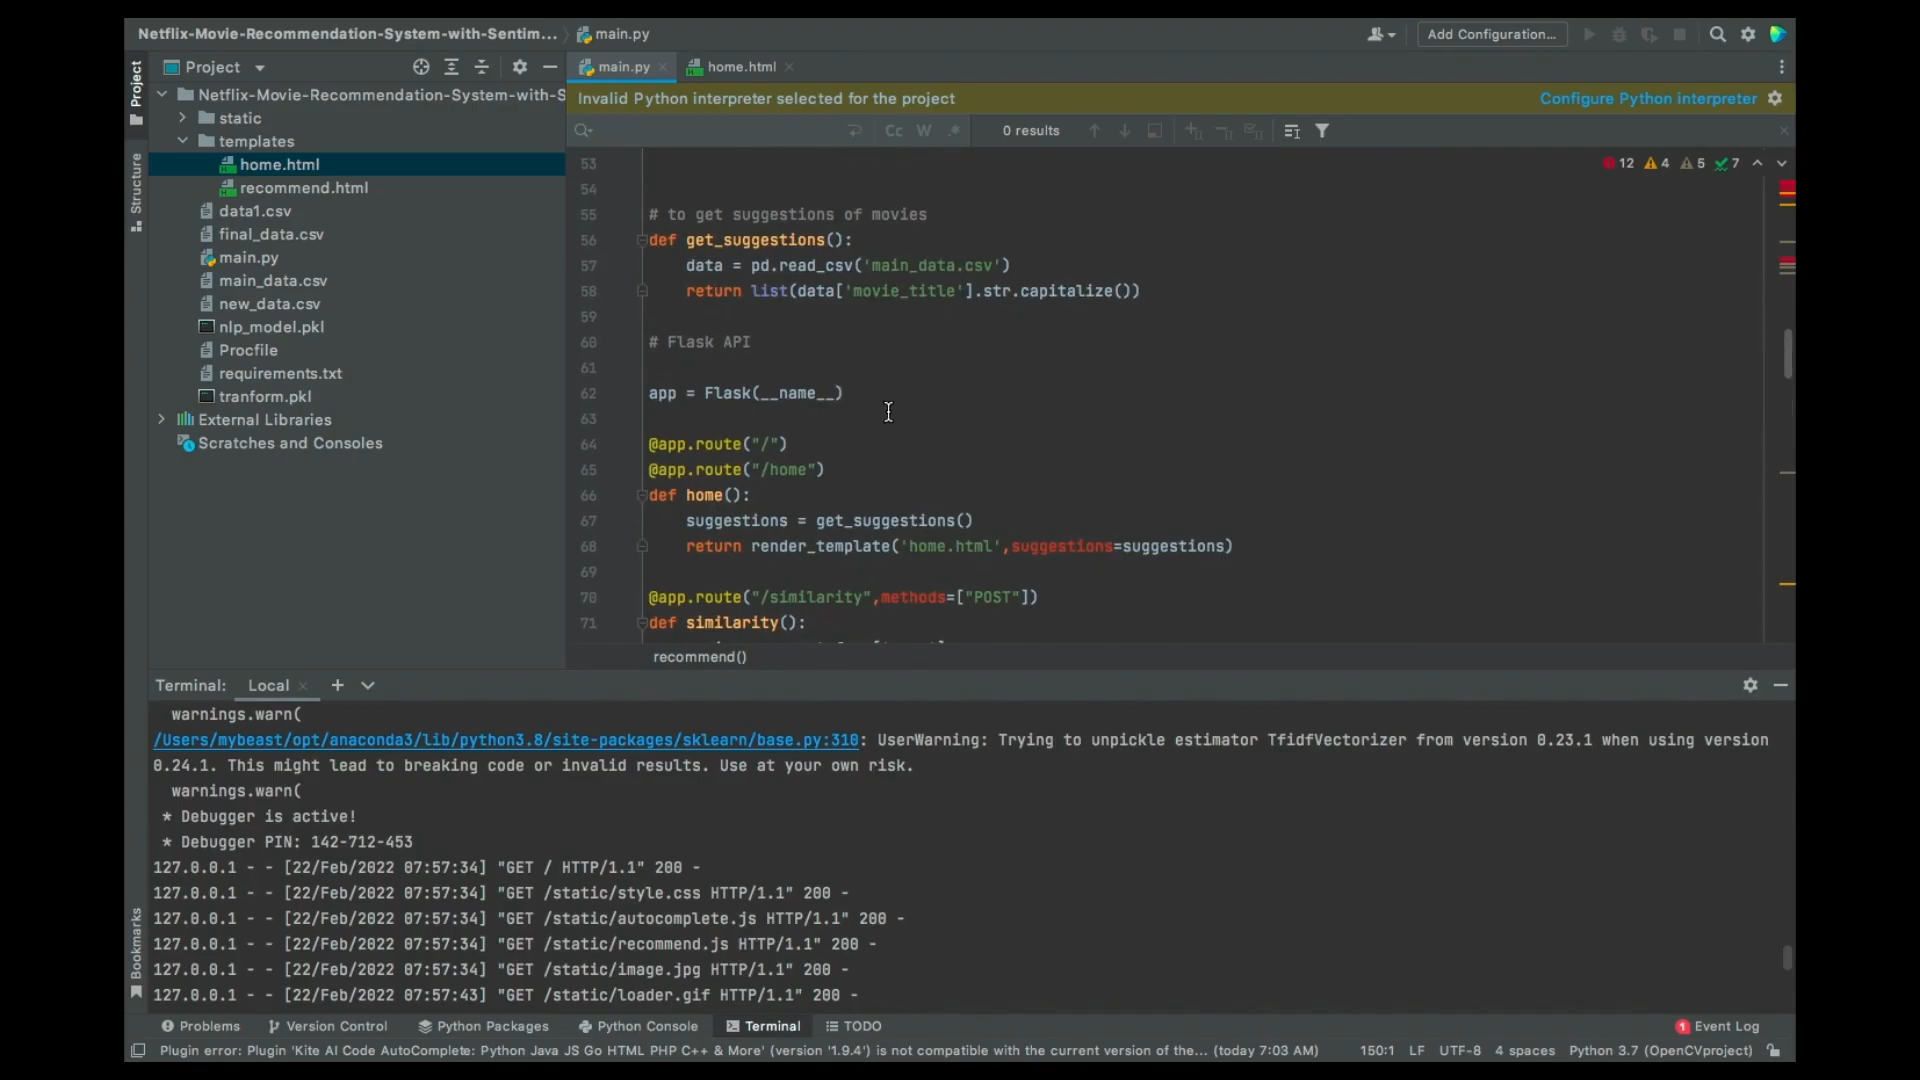 Netflix-Movie-Recommendation-System-with-Sentim... main.py
Add Configuration...
Project
main.py
home.html
Netflix-Movie-Recommendation-System-with-S
static
templates
home.html
recommend.html
data1.csv
final_data.csv
main.py
main_data.csv
new_data.csv
nlp_model.pkl
Procfile
requirements.txt
tranform.pkl
External Libraries
Scratches and Consoles
Project
Structure
Bookmarks
Invalid Python interpreter selected for the project
Configure Python interpreter
Cc W .* 0 results
12 4 5 7
53
54
55 # to get suggestions of movies
56 def get_suggestions():
57 data = pd.read_csv('main_data.csv')
58 return list(data['movie_title'].str.capitalize())
59
60 # Flask API
61
62 app = Flask(__name__)
63
64 @app.route("/")
65 @app.route("/home")
66 def home():
67 suggestions = get_suggestions()
68 return render_template('home.html',suggestions=suggestions)
69
70 @app.route("/similarity",methods=["POST"])
71 def similarity():
recommend()
Terminal: Local
warnings.warn(
/Users/mybeast/opt/anaconda3/lib/python3.8/site-packages/sklearn/base.py:310: UserWarning: Trying to unpickle estimator TfidfVectorizer from version 0.23.1 when using version
0.24.1. This might lead to breaking code or invalid results. Use at your own risk.
warnings.warn(
* Debugger is active!
* Debugger PIN: 142-712-453
127.0.0.1 - - [22/Feb/2022 07:57:34] "GET / HTTP/1.1" 200 -
127.0.0.1 - - [22/Feb/2022 07:57:34] "GET /static/style.css HTTP/1.1" 200 -
127.0.0.1 - - [22/Feb/2022 07:57:34] "GET /static/autocomplete.js HTTP/1.1" 200 -
127.0.0.1 - - [22/Feb/2022 07:57:34] "GET /static/recommend.js HTTP/1.1" 200 -
127.0.0.1 - - [22/Feb/2022 07:57:34] "GET /static/image.jpg HTTP/1.1" 200 -
127.0.0.1 - - [22/Feb/2022 07:57:43] "GET /static/loader.gif HTTP/1.1" 200 -
Problems Version Control Python Packages Python Console Terminal TODO
1 Event Log
Plugin error: Plugin 'Kite AI Code AutoComplete: Python Java JS Go HTML PHP C++ & More' (version '1.9.4') is not compatible with the current version of the... (today 7:03 AM)
150:1 LF UTF-8 4 spaces Python 3.7 (OpenCVproject)